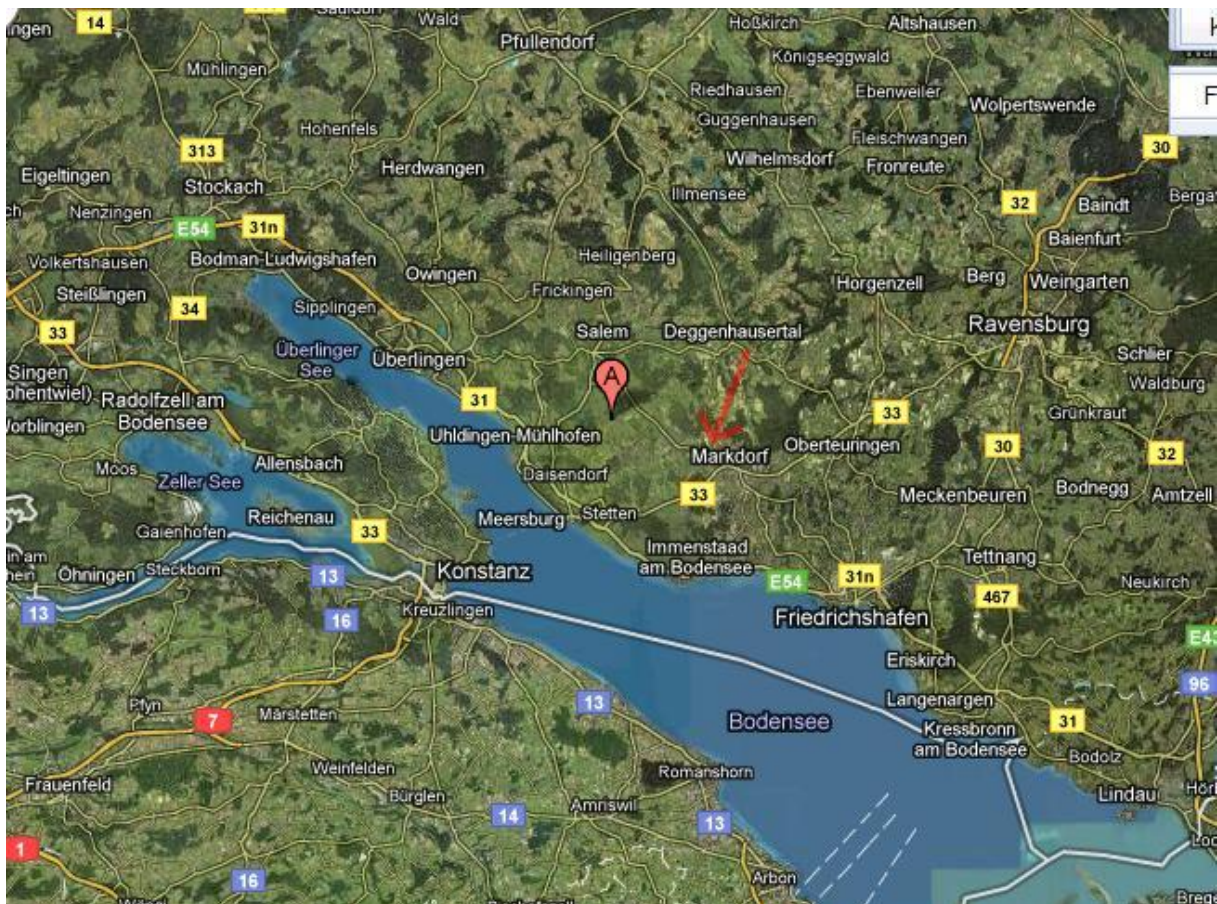 14
Wald
Hoßkirch
Altshausen
K
Pfullendorf
Mühlingen
Königseggwald
F
Riedhausen
Ebenweiler
Wolpertswende
Hohenfels
Guggenhausen
313
Herdwangen
Wilhelmsdorf
Fleischwangen
30
Eigeltingen
Fronreute
Stockach
Illmensee
32
Baindt
Nenzingen
E54
31n
Baienfurt
Volkertshausen
Bodman-Ludwigshafen
Heiligenberg
Owingen
Horgenzell
Berg
Weingarten
Steißlingen
34
Sipplingen
Frickingen
33
Salem
Deggenhausertal
Ravensburg
Überlinger
See
Überlingen
Schlier
Singen
A
Waldburg
Radolfzell am
Bodensee
31
33
Grünkraut
Uhldingen-Mühlhofen
Oberteuringen
30
32
Moos
Allensbach
Markdorf
Zeller See
Daisendorf
33
Meckenbeuren
Bodnegg
Amtzell
Reichenau
33
Meersburg
Stetten
Gaienhofen
Immenstaad
am Bodensee
Tettnang
Öhningen
Steckborn
13
Konstanz
E54
31n
Neukirch
13
Kreuzlingen
467
16
Friedrichshafen
E43
Eriskirch
96
Pfyn
7
Märstetten
13
Langenargen
Bodensee
Kressbronn
am Bodensee
31
Bodolz
Frauenfeld
Weinfelden
Romanshorn
Lindau
Bürglen
14
Amriswil
13
1
16
Arbon